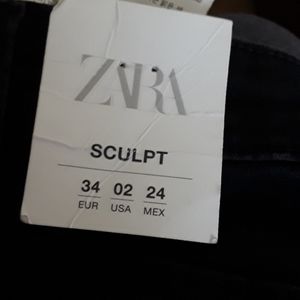 ZARA
SCULPT
34 02 24
EUR USA MEX